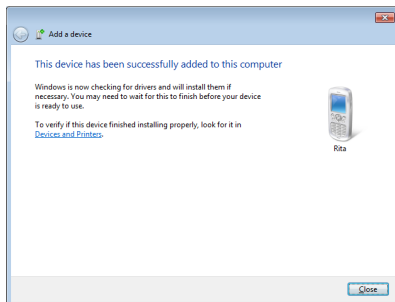 Add a device
This device has been successfully added to this computer
Windows is now checking for drivers and will install them if
necessary. You may need to wait for this to finish before your device
is ready to use.
To verify if this device finished installing properly, look for it in
Devices and Printers.
Rita
Close